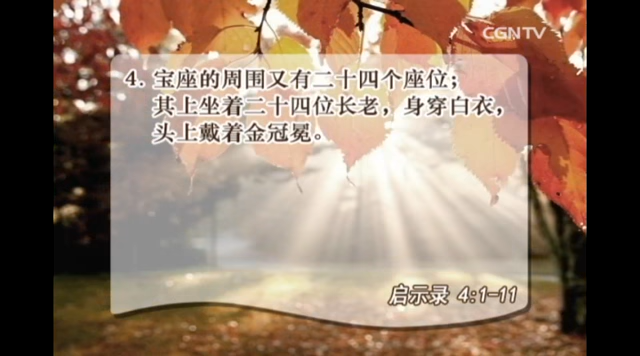 CGNTV
4. 宝座的周围又有二十四个座位；
其上坐着二十四位长老，身穿白衣，
头上戴着金冠冕。
启示录 4:1-11